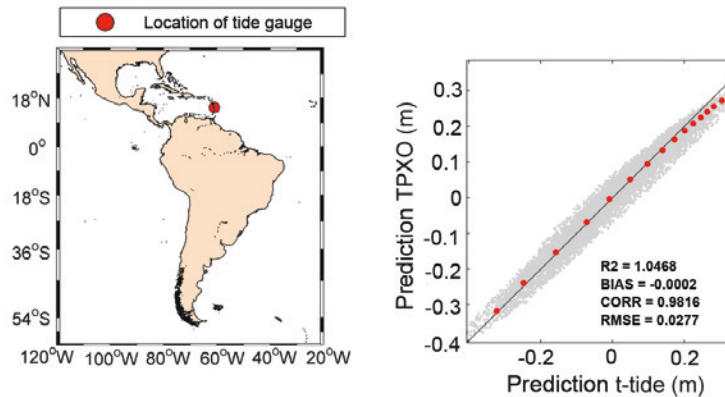 Location of tide gauge
18°N
0°
18°S
36°S
54°S
120°W 100°W 80°W 60°W 40°W 20°W
Prediction TPXO (m)
0.3
0.2
0.1
0
-0.1
-0.2
-0.3
-0.4
R2 = 1.0468
BIAS = -0.0002
CORR = 0.9816
RMSE = 0.0277
-0.2 0 0.2
Prediction t-tide (m)